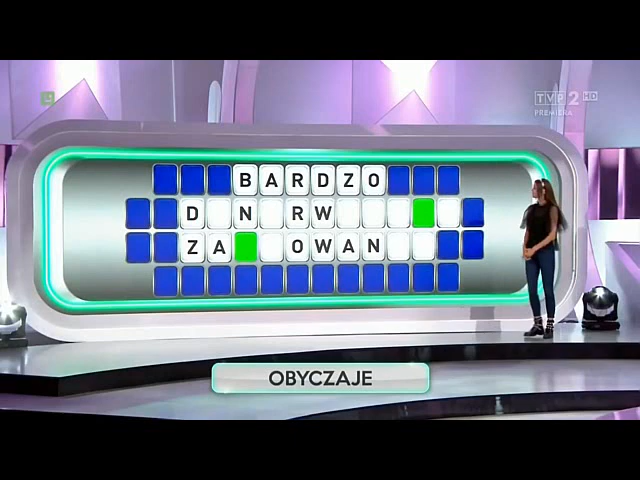 TVP 2 HD
PREMIERA
BARDZO
D N RW
ZA OWAN
OBYCZAJE